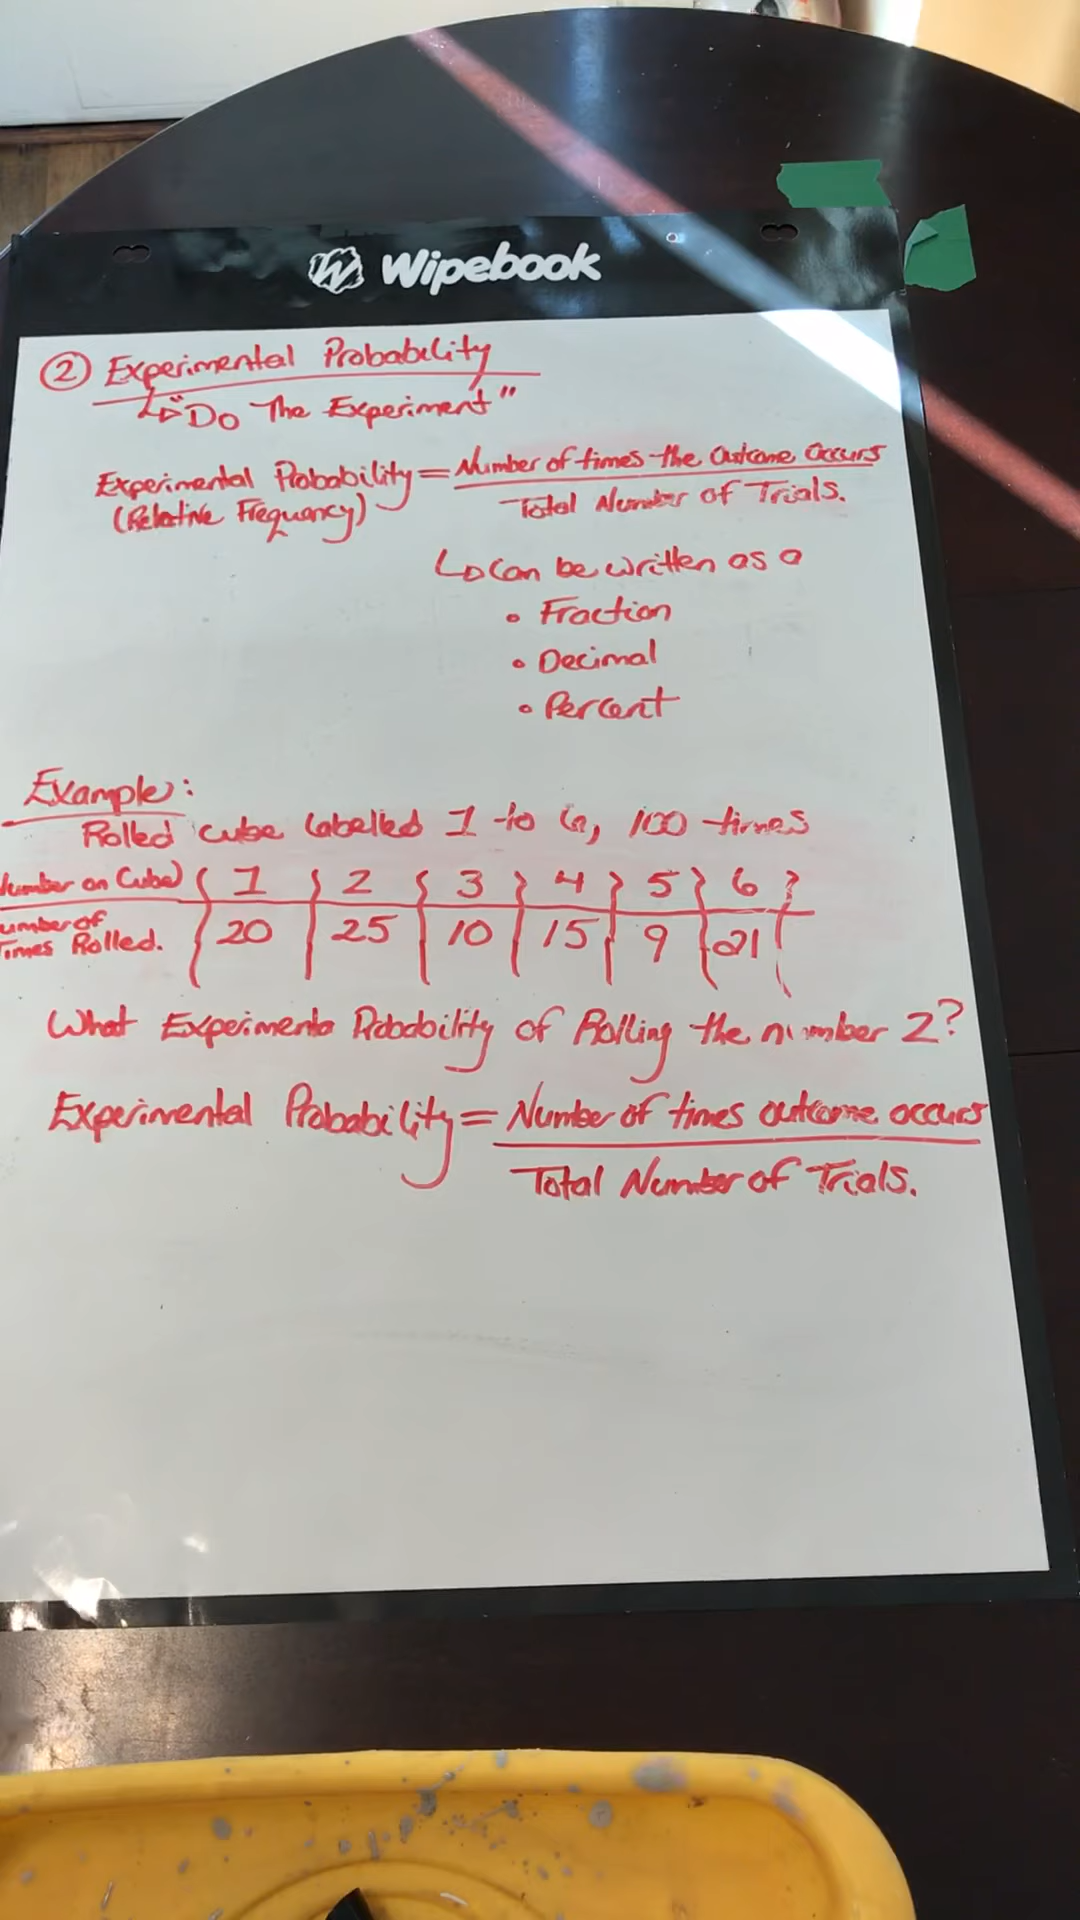 Wipebook
2 Experimental Probability
"Do The Experiment"
Experimental Probability = Number of times the Outcome Occurs
(Relative Frequency) Total Number of Trials.
Can be written as a
• Fraction
• Decimal
• Percent
Example:
Rolled cube labelled 1 to 6, 100 times
Number on Cube 1 2 3 4 5 6
umber of
Times Rolled. 20 25 10 15 9 21
What Experimenta Probability of Rolling the number 2?
Experimental Probability = Number of times outcome occurs
Total Number of Trials.